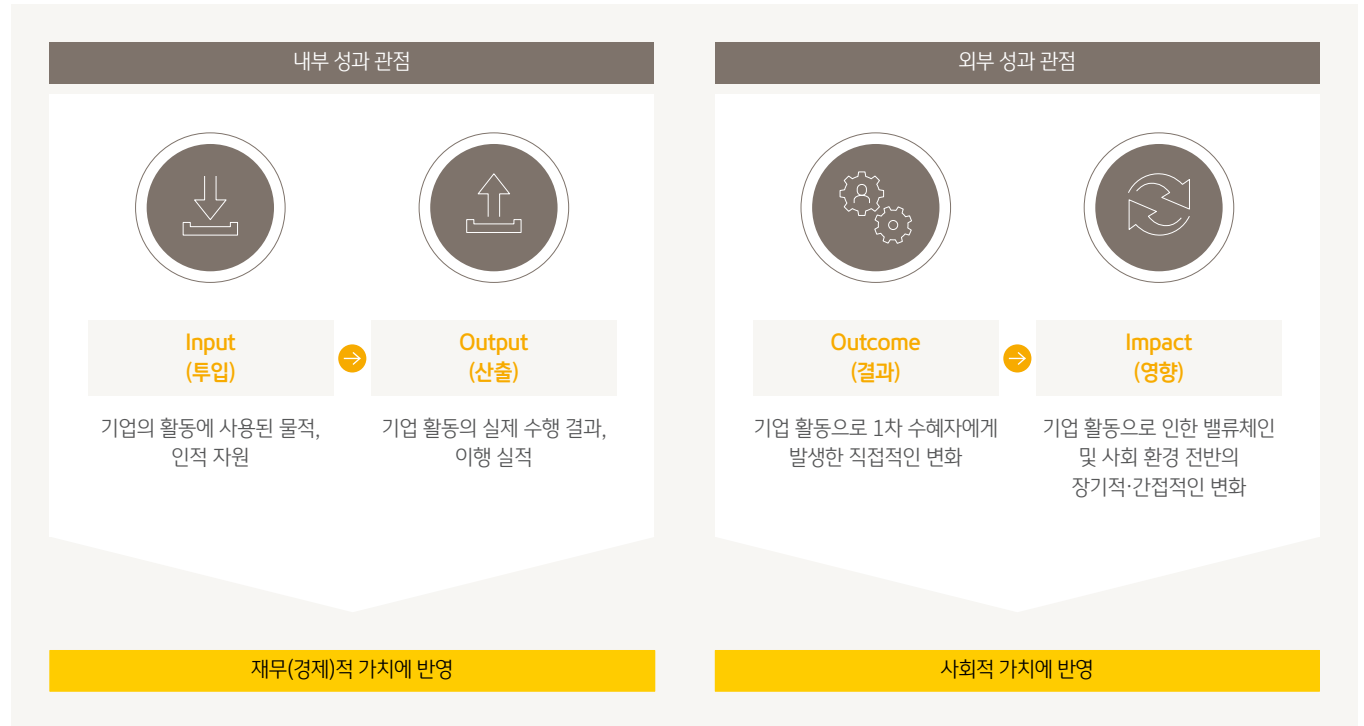 내부 성과 관점
Input
(투입)
Output
(산출)
기업의 활동에 사용된 물적,
인적 자원
기업 활동의 실제 수행 결과,
이행 실적
재무(경제)적 가치에 반영
외부 성과 관점
Outcome
(결과)
Impact
(영향)
기업 활동으로 1차 수혜자에게
발생한 직접적인 변화
기업 활동으로 인한 밸류체인
및 사회 환경 전반의
장기적·간접적인 변화
사회적 가치에 반영